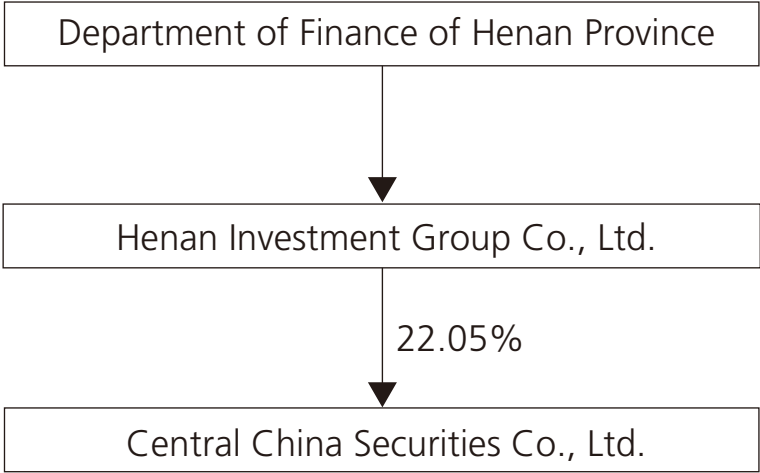 Department of Finance of Henan Province
Henan Investment Group Co., Ltd.
22.05%
Central China Securities Co., Ltd.